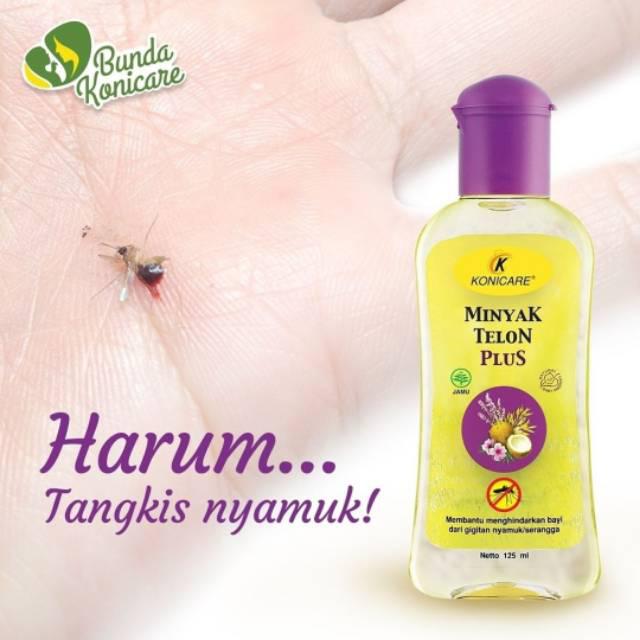 Bunda
Konicare
K
KONICARE®
MINYAK
TELON
PLUS
JAMU
Harum...
Tangkis nyamuk!
Membantu menghindarkan bayi
dari gigitan nyamuk/serangga
Netto 125 ml